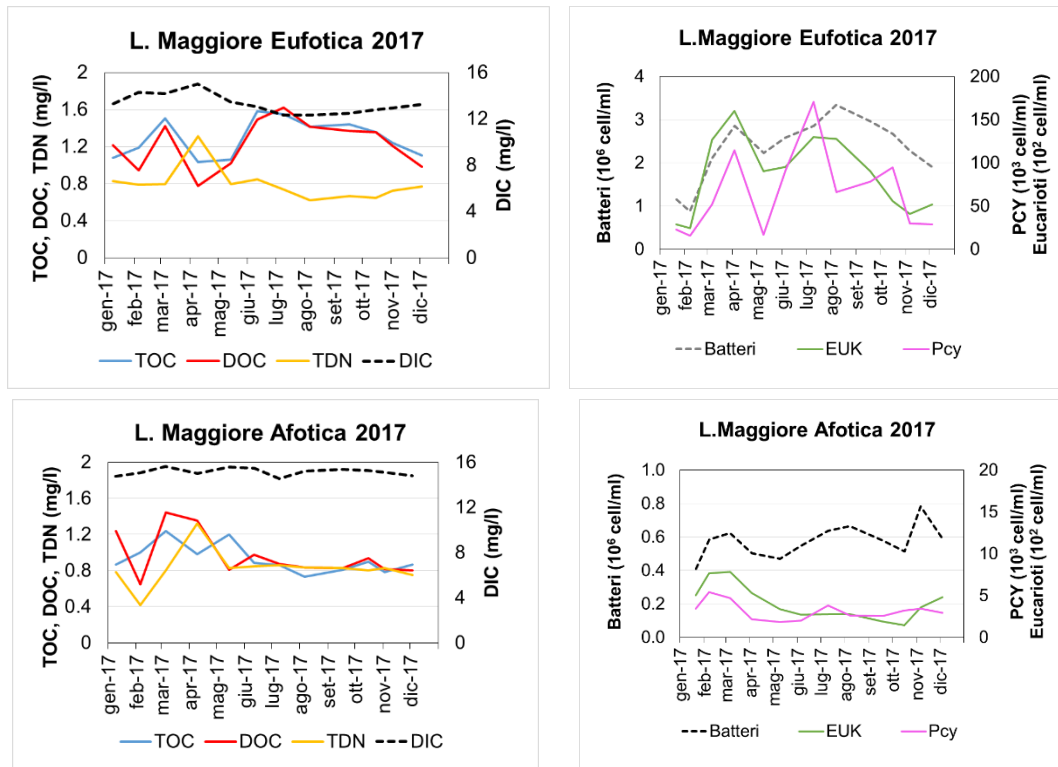 L. Maggiore Eufotica 2017
TOC, DOC, TDN (mg/l)
2
1.6
1.2
0.8
0.4
0
16
12
8
4
0
DIC (mg/l)
gen-17
feb-17
mar-17
apr-17
mag-17
giu-17
lug-17
ago-17
set-17
ott-17
nov-17
dic-17
TOC DOC TDN DIC
L.Maggiore Eufotica 2017
Batteri (10⁶ cell/ml)
4
3
2
1
0
200
150
100
50
0
PCY (10³ cell/ml)
Eucarioti (10² cell/ml)
gen-17
feb-17
mar-17
apr-17
mag-17
giu-17
lug-17
ago-17
set-17
ott-17
nov-17
dic-17
Batteri EUK Pcy
L. Maggiore Afotica 2017
TOC, DOC, TDN (mg/l)
2
1.6
1.2
0.8
0.4
0
16
12
8
4
0
DIC (mg/l)
gen-17
feb-17
mar-17
apr-17
mag-17
giu-17
lug-17
ago-17
set-17
ott-17
nov-17
dic-17
TOC DOC TDN DIC
L.Maggiore Afotica 2017
Batteri (10⁶ cell/ml)
1.0
0.8
0.6
0.4
0.2
0.0
20
15
10
5
0
PCY (10³ cell/ml)
Eucarioti (10² cell/ml)
gen-17
feb-17
mar-17
apr-17
mag-17
giu-17
lug-17
ago-17
set-17
ott-17
nov-17
dic-17
Batteri EUK Pcy